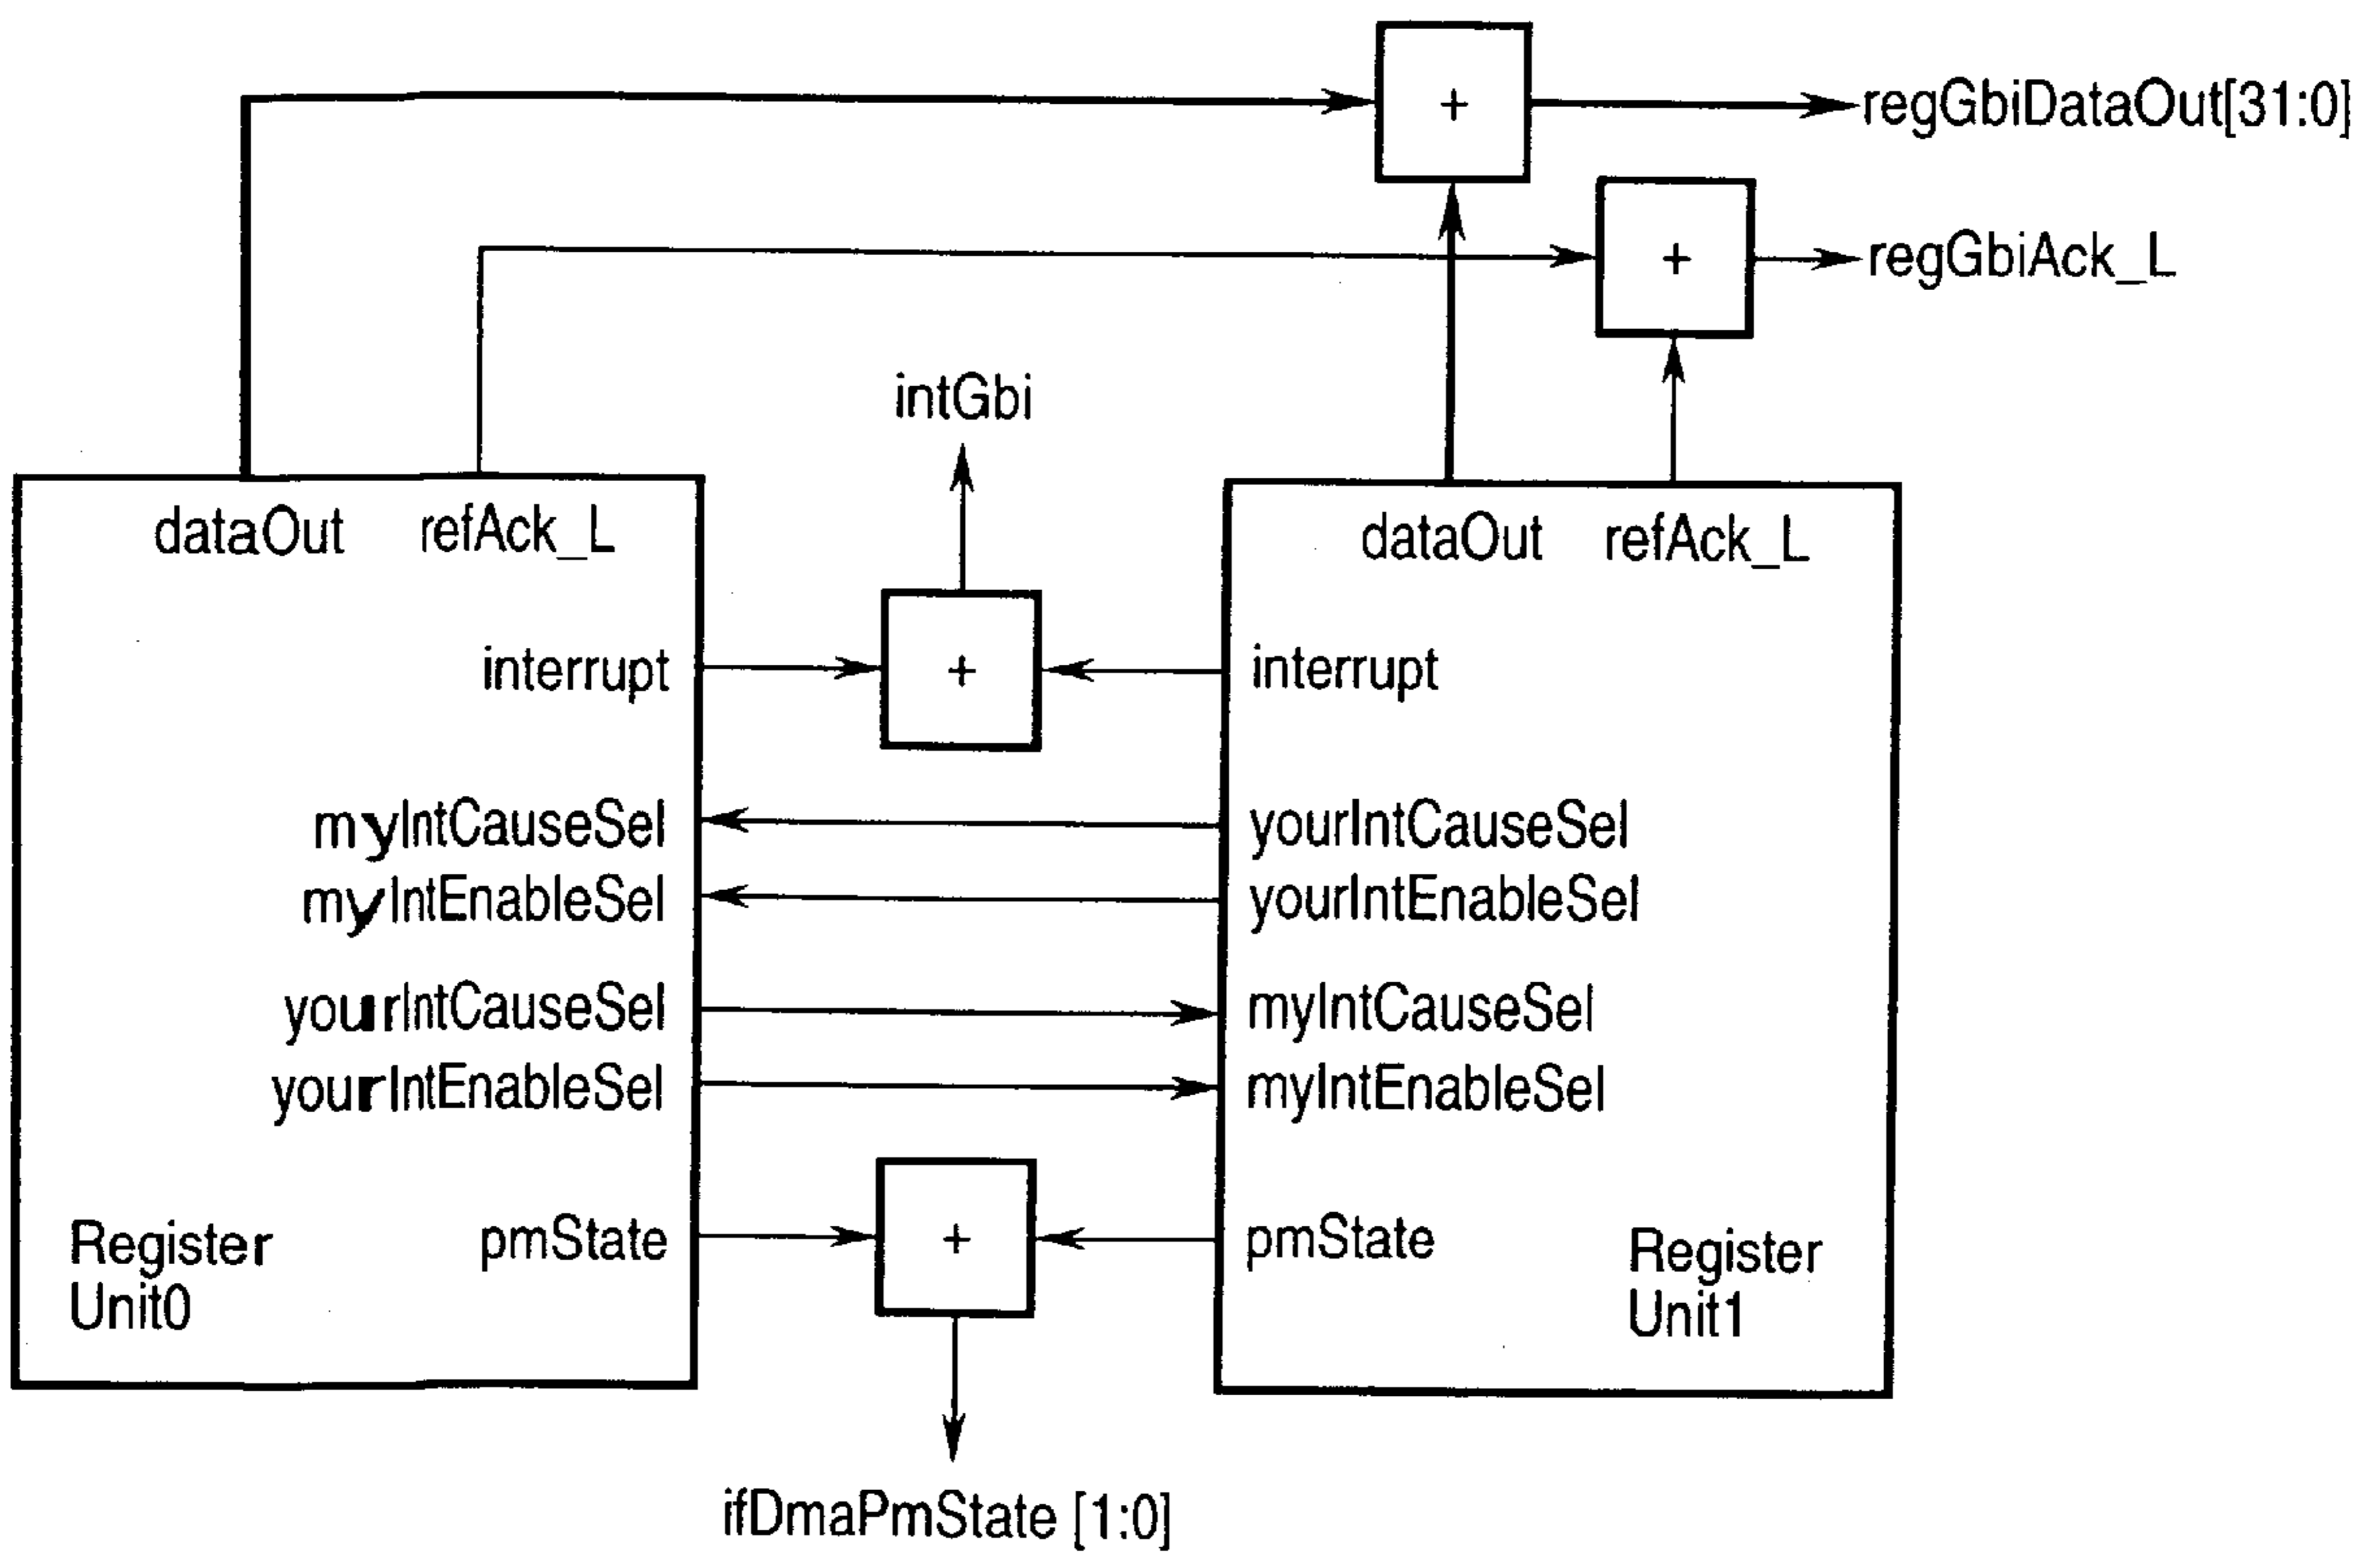 +
regGbiDataOut[31:0]
+
regGbiAck_L
intGbi
dataOut
refAck_L
dataOut
refAck_L
interrupt
+
interrupt
myIntCauseSel
yourIntCauseSel
myIntEnableSel
yourIntEnableSel
yourIntCauseSel
myIntCauseSel
yourIntEnableSel
myIntEnableSel
Register
Unit0
pmState
+
pmState
Register
Unit1
ifDmaPmState [1:0]